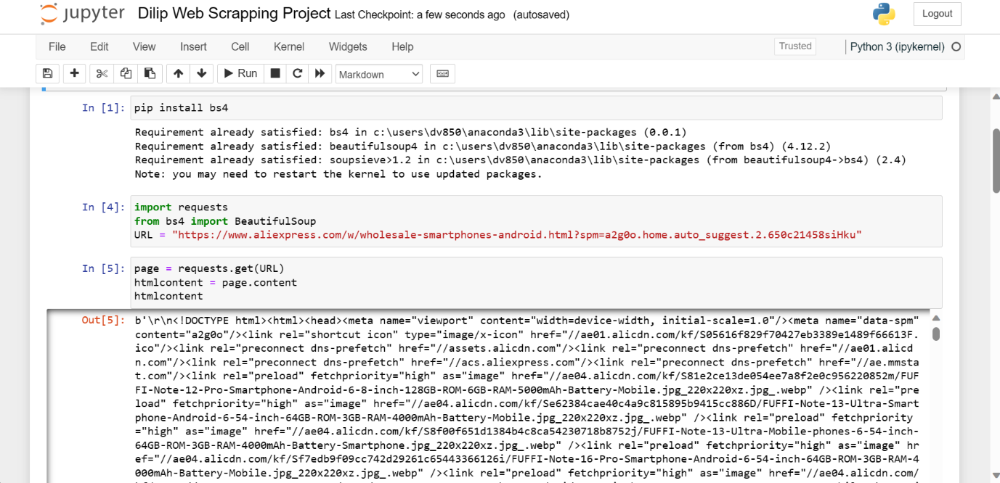 jupyter Dilip Web Scrapping Project Last Checkpoint: a few seconds ago (autosaved)
Logout
File Edit View Insert Cell Kernel Widgets Help
Trusted
Python 3 (ipykernel)
Run
Markdown
In [1]: pip install bs4
Requirement already satisfied: bs4 in c:\users\dv850\anaconda3\lib\site-packages (0.0.1)
Requirement already satisfied: beautifulsoup4 in c:\users\dv850\anaconda3\lib\site-packages (from bs4) (4.12.2)
Requirement already satisfied: soupsieve>1.2 in c:\users\dv850\anaconda3\lib\site-packages (from beautifulsoup4->bs4) (2.4)
Note: you may need to restart the kernel to use updated packages.
In [4]: import requests
from bs4 import BeautifulSoup
URL = "https://www.aliexpress.com/w/wholesale-smartphones-android.html?spm=a2g0o.home.auto_suggest.2.650c21458siHku"
In [5]: page = requests.get(URL)
htmlcontent = page.content
htmlcontent
Out[5]: b'\r\n<!DOCTYPE html><html><head><meta name="viewport" content="width=device-width, initial-scale=1.0"/><meta name="data-spm"
content="a2g0o"/><link rel="shortcut icon" type="image/x-icon" href="//ae01.alicdn.com/kf/S05616f829f70427eb3389e1489f66613F.
ico"/><link rel="preconnect dns-prefetch" href="//assets.alicdn.com"/><link rel="preconnect dns-prefetch" href="//ae01.alicd
n.com"/><link rel="preconnect dns-prefetch" href="//acs.aliexpress.com"/><link rel="preconnect dns-prefetch" href="//ae.mmsta
t.com"/><link rel="preload" fetchpriority="high" as="image" href="//ae04.alicdn.com/kf/S81e2ce13de054ee7a8f2e0c956220852m/FUF
FI-Note-12-Pro-Smartphone-Android-6-8-inch-128GB-ROM-6GB-RAM-5000mAh-Battery-Mobile.jpg_220x220xz.jpg_.webp" /><link rel="pre
load" fetchpriority="high" as="image" href="//ae04.alicdn.com/kf/Se62384cae40c4a9c815895b9415cc886D/FUFFI-Note-13-Ultra-Smart
phone-Android-6-54-inch-64GB-ROM-3GB-RAM-4000mAh-Battery-Mobile.jpg_220x220xz.jpg_.webp" /><link rel="preload" fetchpriority
="high" as="image" href="//ae04.alicdn.com/kf/S8f00f651d1384b4c8ca54230718b8752j/FUFFI-Note-13-Ultra-Mobile-phones-6-54-inch-
64GB-ROM-3GB-RAM-4000mAh-Battery-Smartphone.jpg_220x220xz.jpg_.webp" /><link rel="preload" fetchpriority="high" as="image" hr
ef="//ae04.alicdn.com/kf/Sf7edb9f09cc742d29261c6544336​6126i/FUFFI-Note-16-Pro-Smartphone-Android-6-54-inch-64GB-ROM-3GB-RAM-4
000mAh-Battery-Mobile.jpg_220x220xz.jpg_.webp" /><link rel="preload" fetchpriority="high" as="image" href="//ae04.alicdn.com/